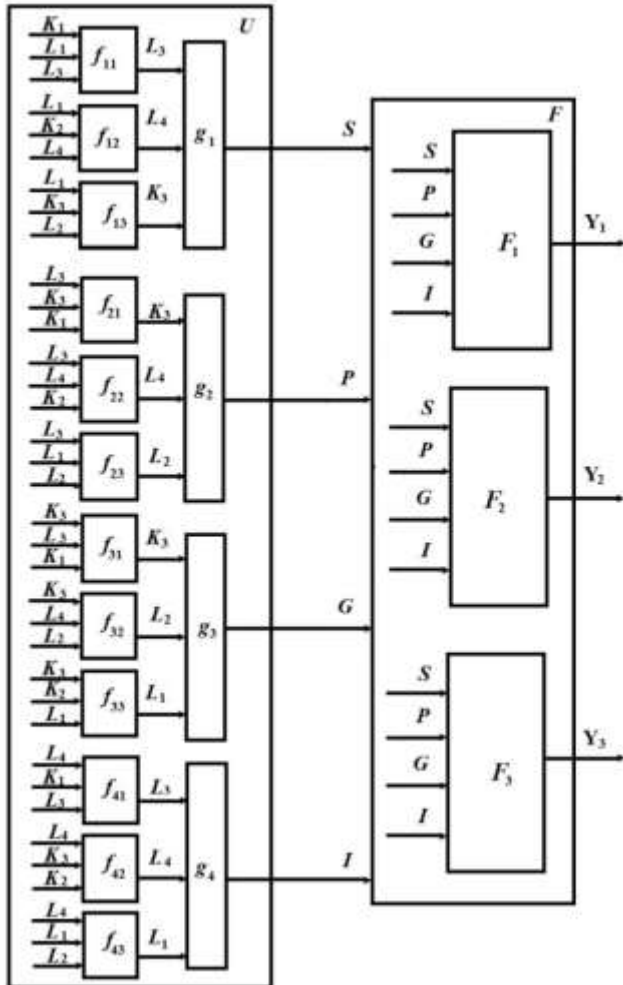 U
K₁
L₁
L₃
f₁₁
L₃
L₁
K₂
L₄
f₁₂
L₄
g₁
L₁
K₃
L₂
f₁₃
K₃
S
L₃
K₃
K₁
f₂₁
K₃
L₃
L₄
K₂
f₂₂
L₄
g₂
L₃
L₁
L₂
f₂₃
L₂
P
K₃
L₃
K₁
f₃₁
K₃
K₃
L₄
L₂
f₃₂
L₂
g₃
K₃
K₂
L₁
f₃₃
L₁
G
L₄
K₁
L₃
f₄₁
L₃
L₄
K₃
K₂
f₄₂
L₄
g₄
L₄
L₁
L₂
f₄₃
L₁
I
F
S
P
G
I
F₁
Y₁
S
P
G
I
F₂
Y₂
S
P
G
I
F₃
Y₃